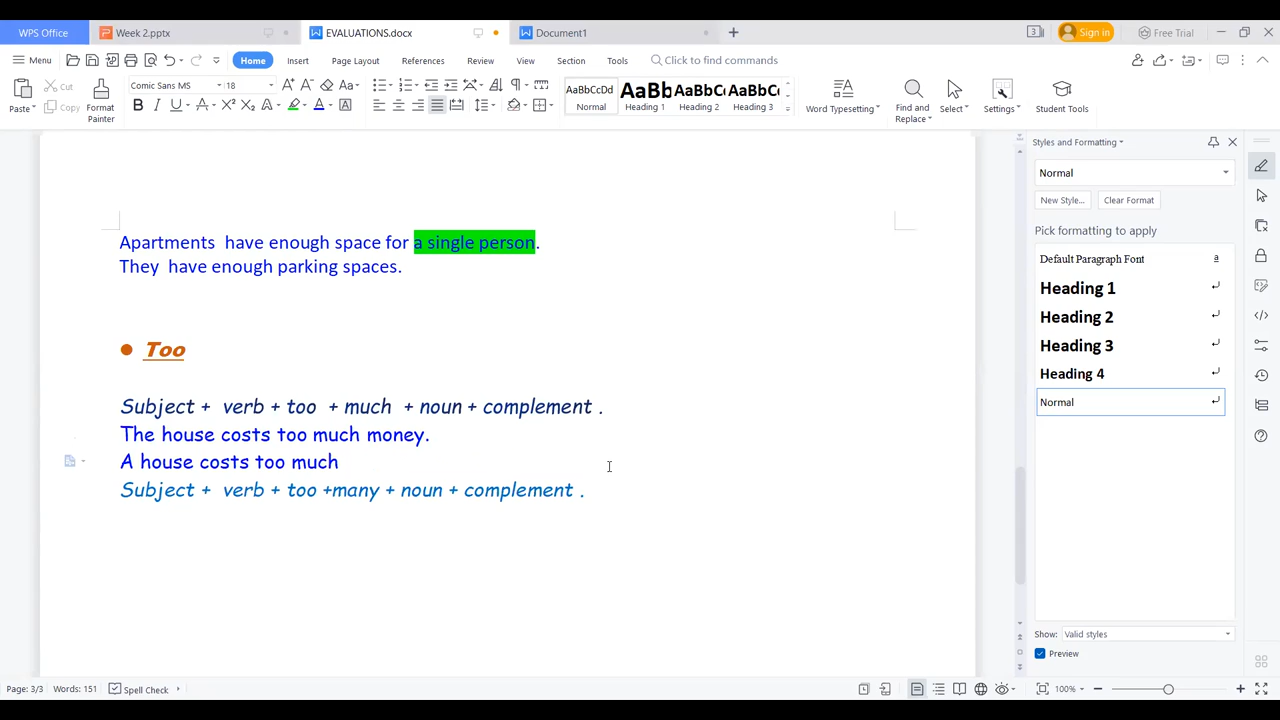 WPS Office Week 2.pptx EVALUATIONS.docx Document1 3 Sign in Free Trial
Menu Home Insert Page Layout References Review View Section Tools Click to find commands
Paste Cut Copy Format Painter Comic Sans MS 18 AaBbCcDd Normal AaBb Heading 1 AaBbCc Heading 2 AaBbCc Heading 3 Word Typesetting Find and Replace Select Settings Student Tools
Apartments  have enough space for a single person.
They  have enough parking spaces.
Too
Subject +  verb + too  + much  + noun + complement .
The house costs too much money.
A house costs too much
Subject +  verb + too +many + noun + complement .
Styles and Formatting
Normal
New Style... Clear Format
Pick formatting to apply
Default Paragraph Font a
Heading 1
Heading 2
Heading 3
Heading 4
Normal
Show: Valid styles
Preview
Page: 3/3 Words: 151 Spell Check 100%